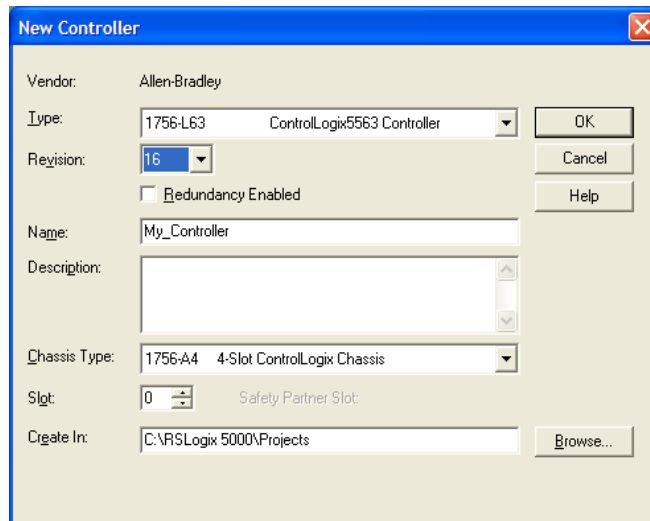 New Controller
Vendor: Allen-Bradley
Type: 1756-L63 ControlLogix5563 Controller
OK
Revision: 16
Cancel
Redundancy Enabled
Help
Name: My_Controller
Description:
Chassis Type: 1756-A4 4-Slot ControlLogix Chassis
Slot: 0 Safety Partner Slot:
Create In: C:\RSLogix 5000\Projects
Browse...